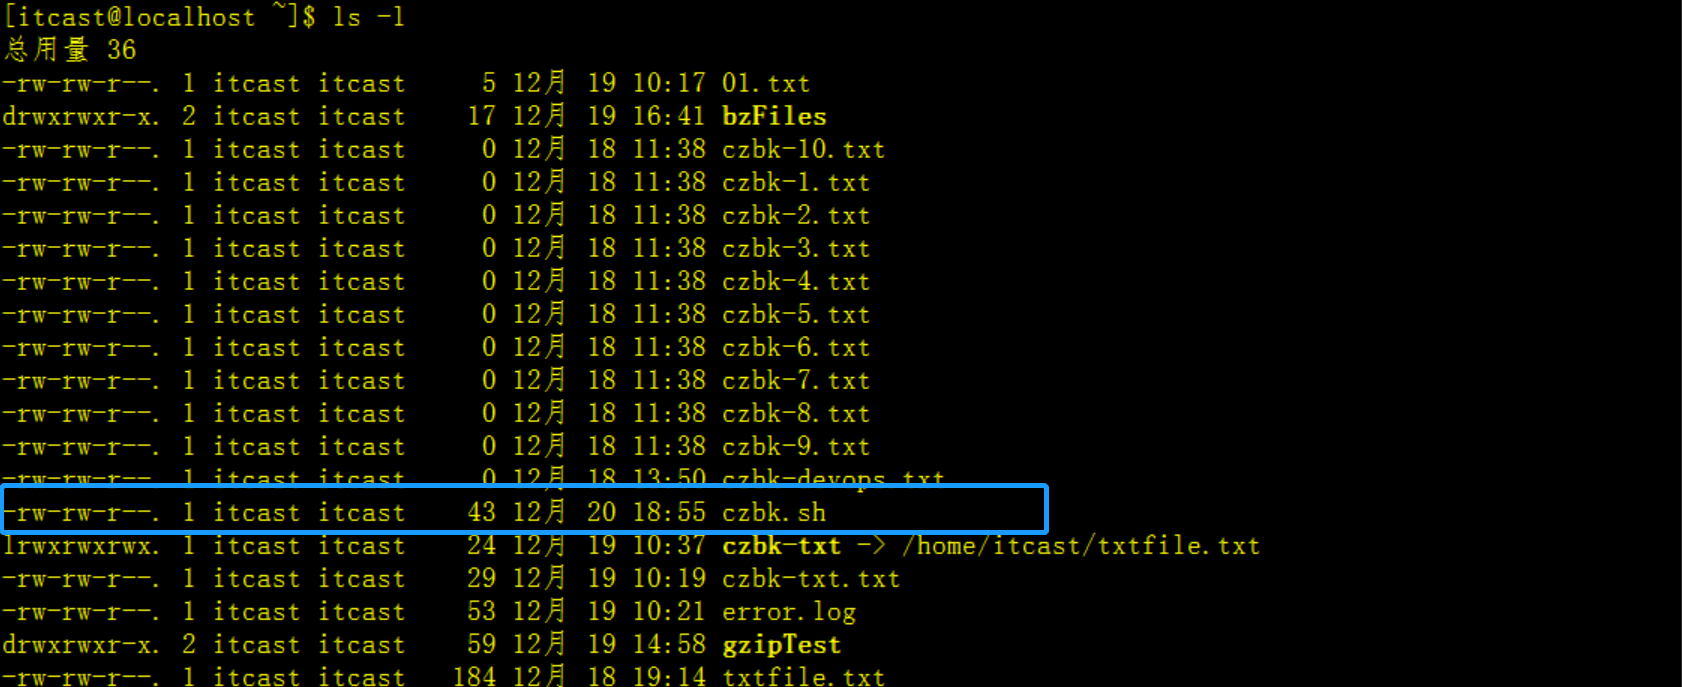 [itcast@localhost ~]$ ls -l
总用量 36
-rw-rw-r--. 1 itcast itcast 5 12月 19 10:17 01.txt
drwxrwxr-x. 2 itcast itcast 17 12月 19 16:41 bzFiles
-rw-rw-r--. 1 itcast itcast 0 12月 18 11:38 czbk-10.txt
-rw-rw-r--. 1 itcast itcast 0 12月 18 11:38 czbk-1.txt
-rw-rw-r--. 1 itcast itcast 0 12月 18 11:38 czbk-2.txt
-rw-rw-r--. 1 itcast itcast 0 12月 18 11:38 czbk-3.txt
-rw-rw-r--. 1 itcast itcast 0 12月 18 11:38 czbk-4.txt
-rw-rw-r--. 1 itcast itcast 0 12月 18 11:38 czbk-5.txt
-rw-rw-r--. 1 itcast itcast 0 12月 18 11:38 czbk-6.txt
-rw-rw-r--. 1 itcast itcast 0 12月 18 11:38 czbk-7.txt
-rw-rw-r--. 1 itcast itcast 0 12月 18 11:38 czbk-8.txt
-rw-rw-r--. 1 itcast itcast 0 12月 18 11:38 czbk-9.txt
-rw-rw-r--. 1 itcast itcast 0 12月 18 13:50 czbk-devops.txt
-rw-rw-r--. 1 itcast itcast 43 12月 20 18:55 czbk.sh
lrwxrwxrwx. 1 itcast itcast 24 12月 19 10:37 czbk-txt -> /home/itcast/txtfile.txt
-rw-rw-r--. 1 itcast itcast 29 12月 19 10:19 czbk-txt.txt
-rw-rw-r--. 1 itcast itcast 53 12月 19 10:21 error.log
drwxrwxr-x. 2 itcast itcast 59 12月 19 14:58 gzipTest
-rw-rw-r--. 1 itcast itcast 184 12月 18 19:14 txtfile.txt